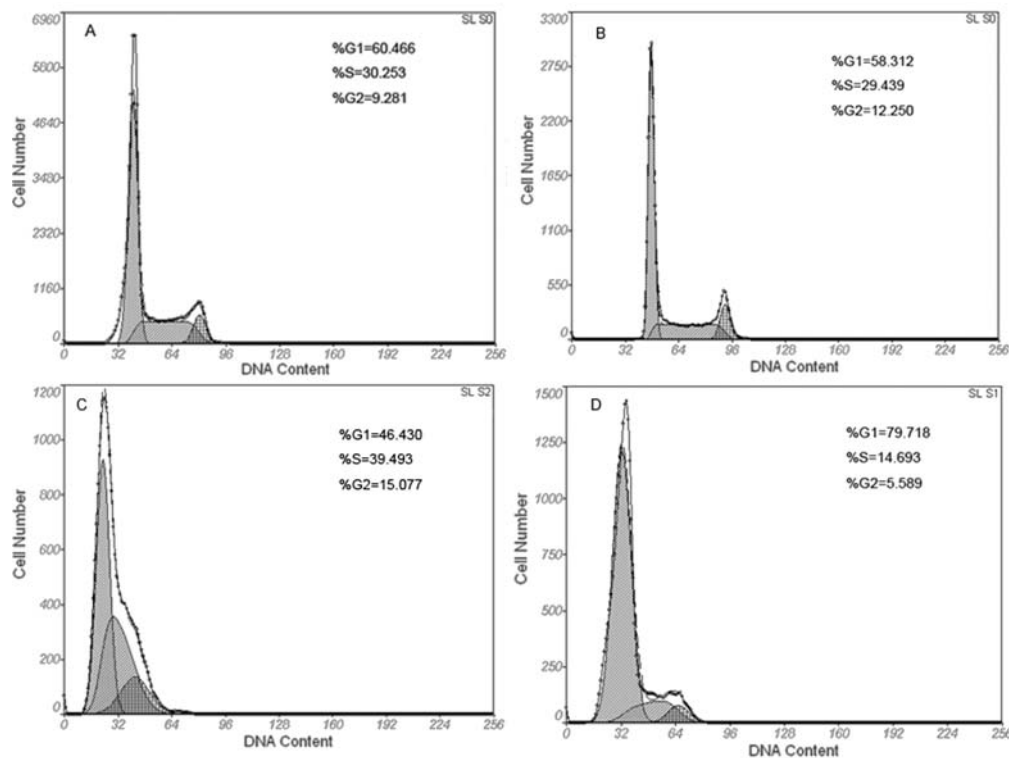 SL S0
A
%G1=60.466
%S=30.253
%G2=9.281
6960
5800
4640
3480
2320
1160
0
Cell Number
0 32 64 96 128 160 192 224 256
DNA Content
SL S0
B
%G1=58.312
%S=29.439
%G2=12.250
3300
2750
2200
1650
1100
550
0
Cell Number
0 32 64 96 128 160 192 224 256
DNA Content
SL S2
C
%G1=46.430
%S=39.493
%G2=15.077
1200
1000
800
600
400
200
0
Cell Number
0 32 64 96 128 160 192 224 256
DNA Content
SL S1
D
%G1=79.718
%S=14.693
%G2=5.589
1500
1250
1000
750
500
250
0
Cell Number
0 32 64 96 128 160 192 224 256
DNA Content